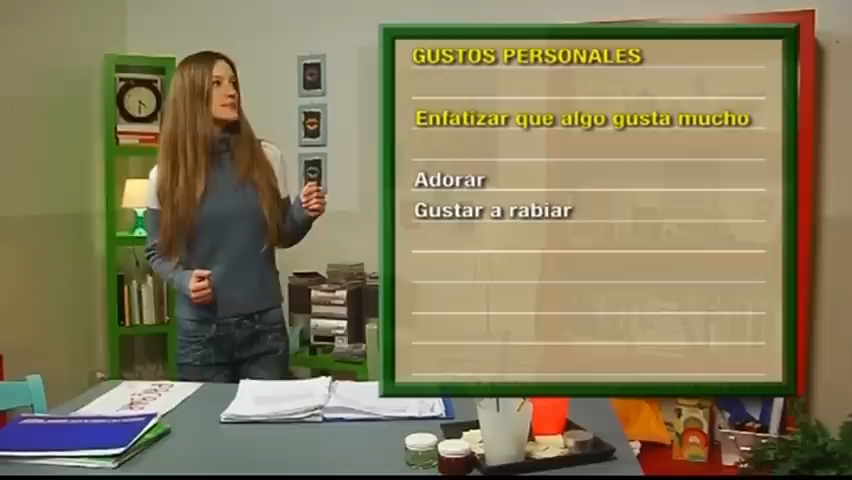 GUSTOS PERSONALES
Enfatizar que algo gusta mucho
Adorar
Gustar a rabiar